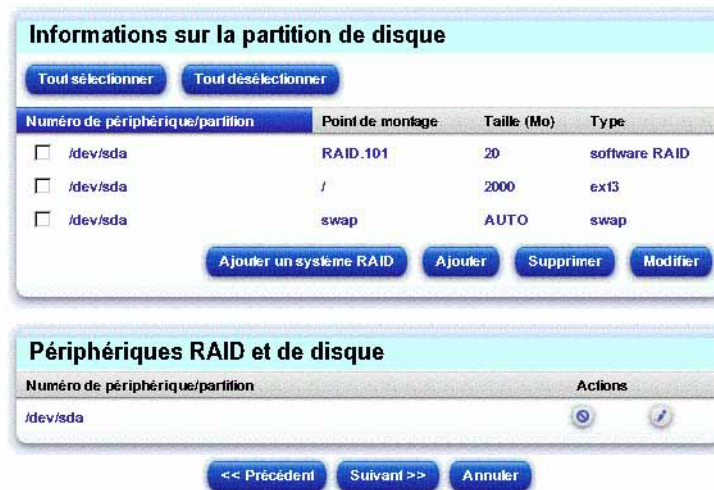 Informations sur la partition de disque
Tout sélectionner Tout désélectionner
Numéro de périphérique/partition Point de montage Taille (Mo) Type
/dev/sda RAID.101 20 software RAID
/dev/sda / 2000 ext3
/dev/sda swap AUTO swap
Ajouter un système RAID Ajouter Supprimer Modifier
Périphériques RAID et de disque
Numéro de périphérique/partition Actions
/dev/sda
<< Précédent Suivant >> Annuler